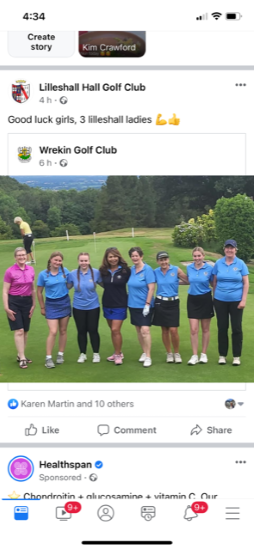 4:34
Create
story
Kim Crawford
Lilleshall Hall Golf Club
4 h ·
Good luck girls, 3 lilleshall ladies 💪👍
Wrekin Golf Club
6 h ·
Karen Martin and 10 others
Like Comment Share
Healthspan
Sponsored ·
⭐ Chondroitin + glucosamine + vitamin C. Our
9+ 9+